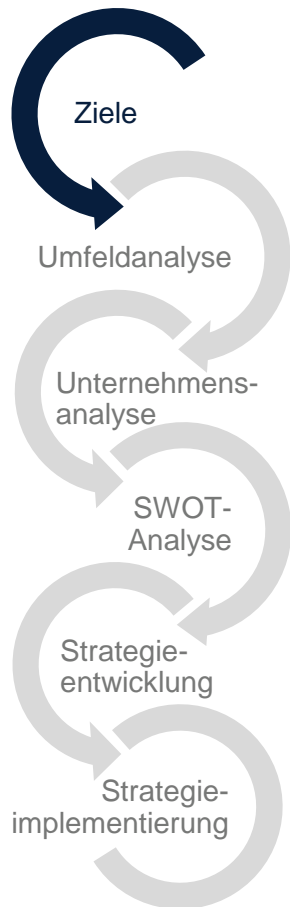 Ziele
Umfeldanalyse
Unternehmens-
analyse
SWOT-
Analyse
Strategie-
entwicklung
Strategie-
implementierung